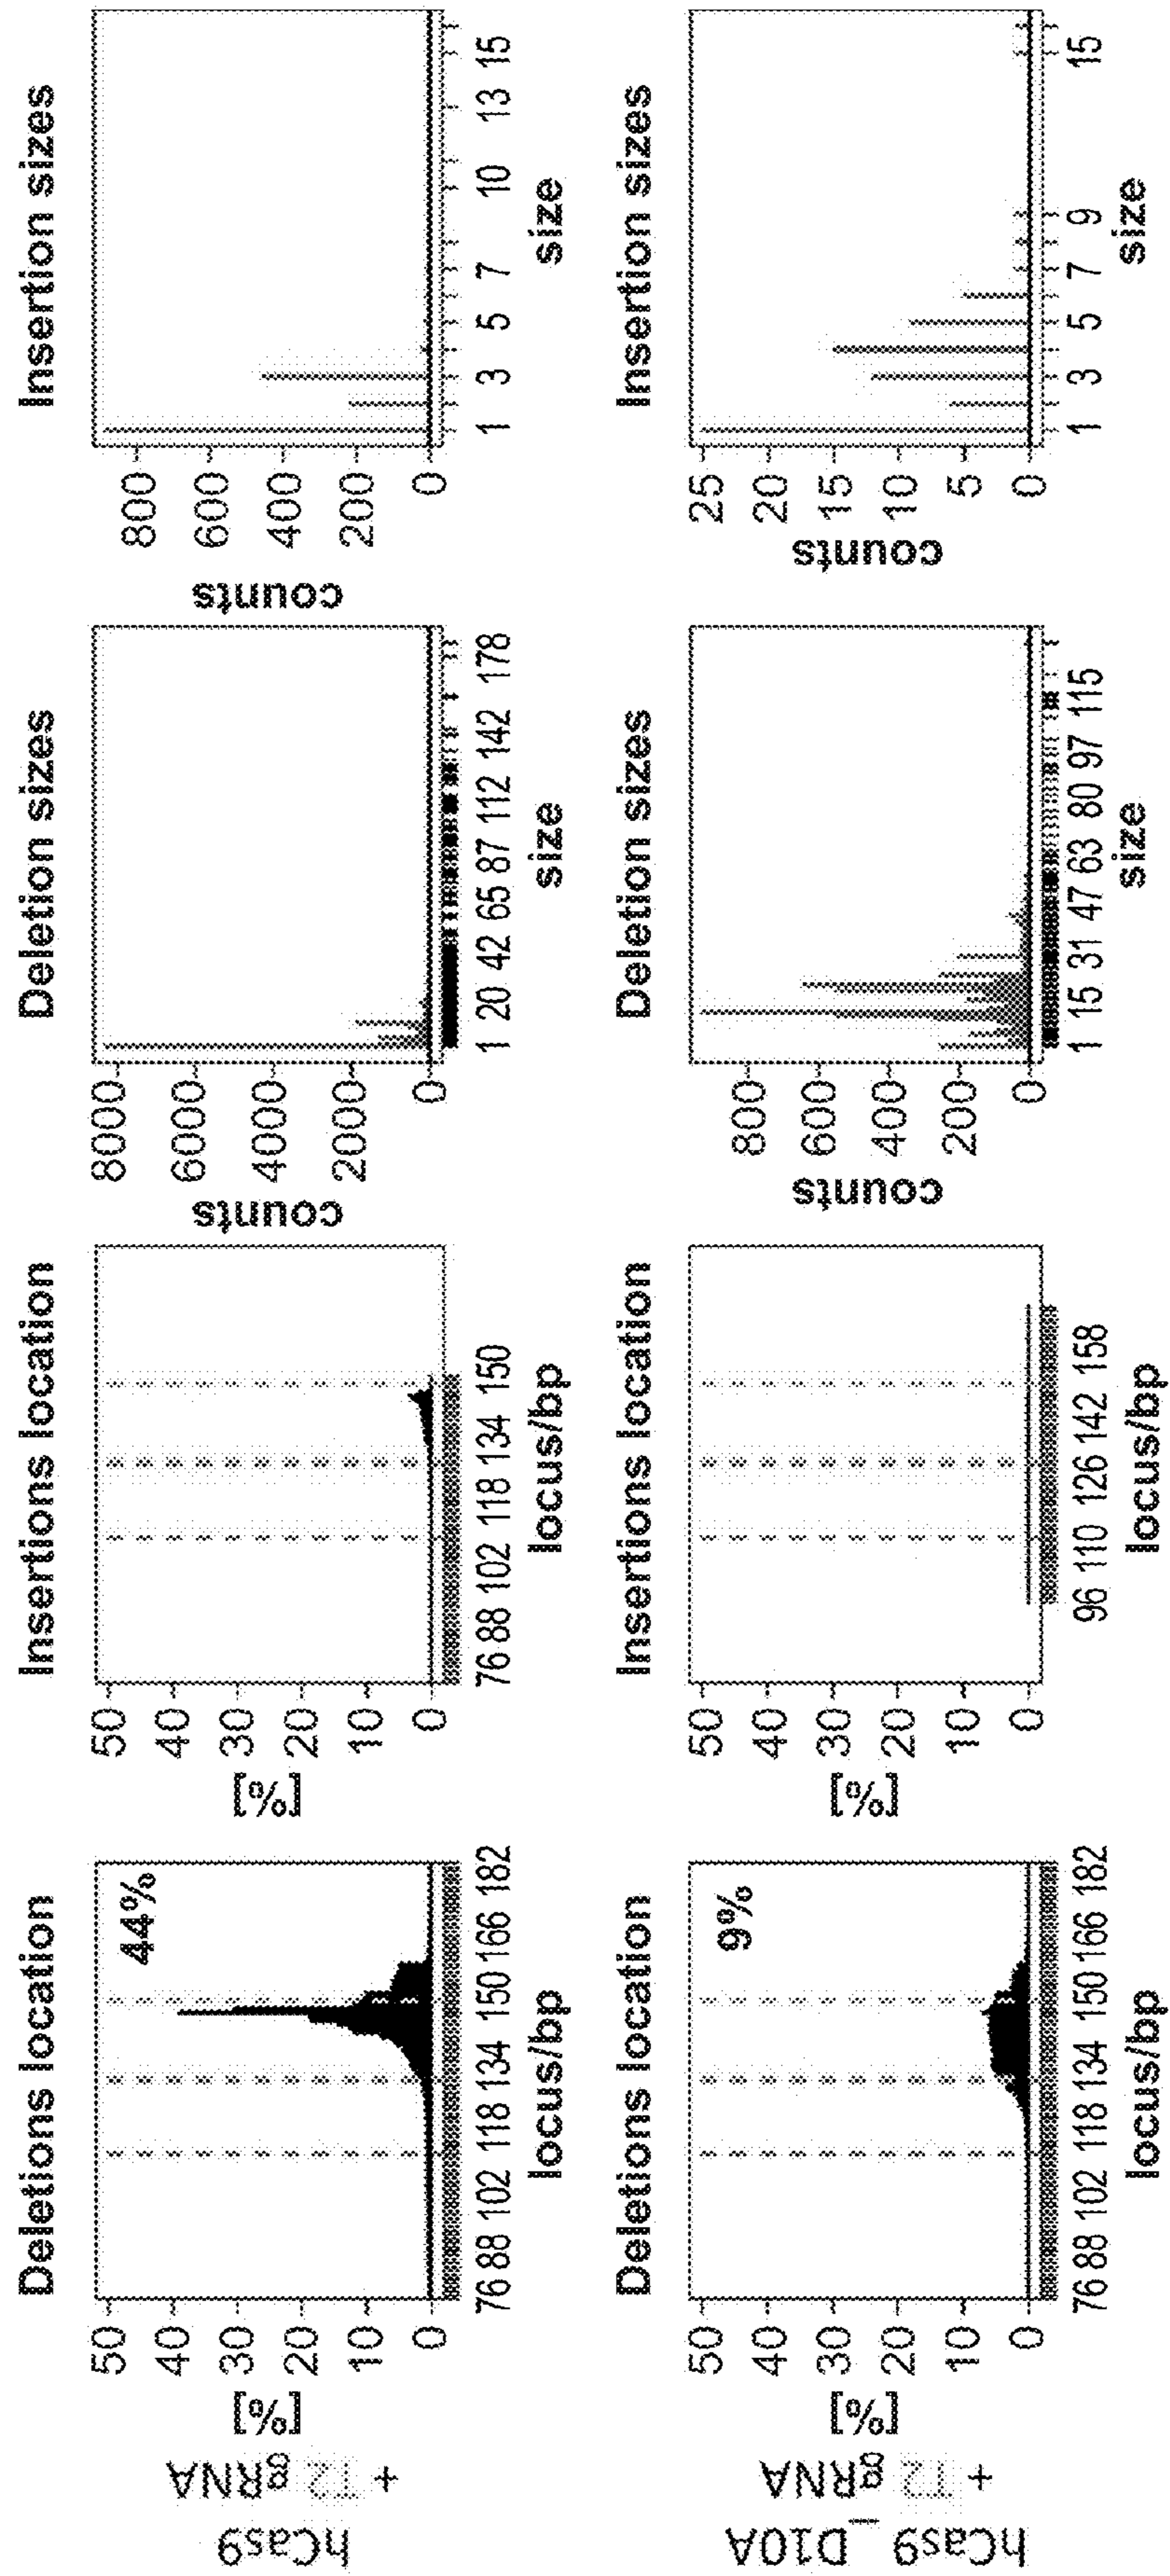 hCas9
+ T2
gRNA
Deletions location
[%]
50
40
30
20
10
0
44%
76 88 102 118 134 150 166 182
locus/bp
Insertions location
[%]
50
40
30
20
10
0
76 88 102 118 134 150
locus/bp
Deletion sizes
counts
8000
6000
4000
2000
0
1 20 42 65 87 112 142 178
size
Insertion sizes
counts
800
600
400
200
0
1 3 5 7 10 13 15
size
hCas9_D10A
+ T2 gRNA
Deletions location
[%]
50
40
30
20
10
0
9%
76 88 102 118 134 150 166 182
locus/bp
Insertions location
[%]
50
40
30
20
10
0
96 110 126 142 158
locus/bp
Deletion sizes
counts
800
600
400
200
0
1 15 31 47 63 80 97 115
size
Insertion sizes
counts
25
20
15
10
5
0
1 3 5 7 9 15
size